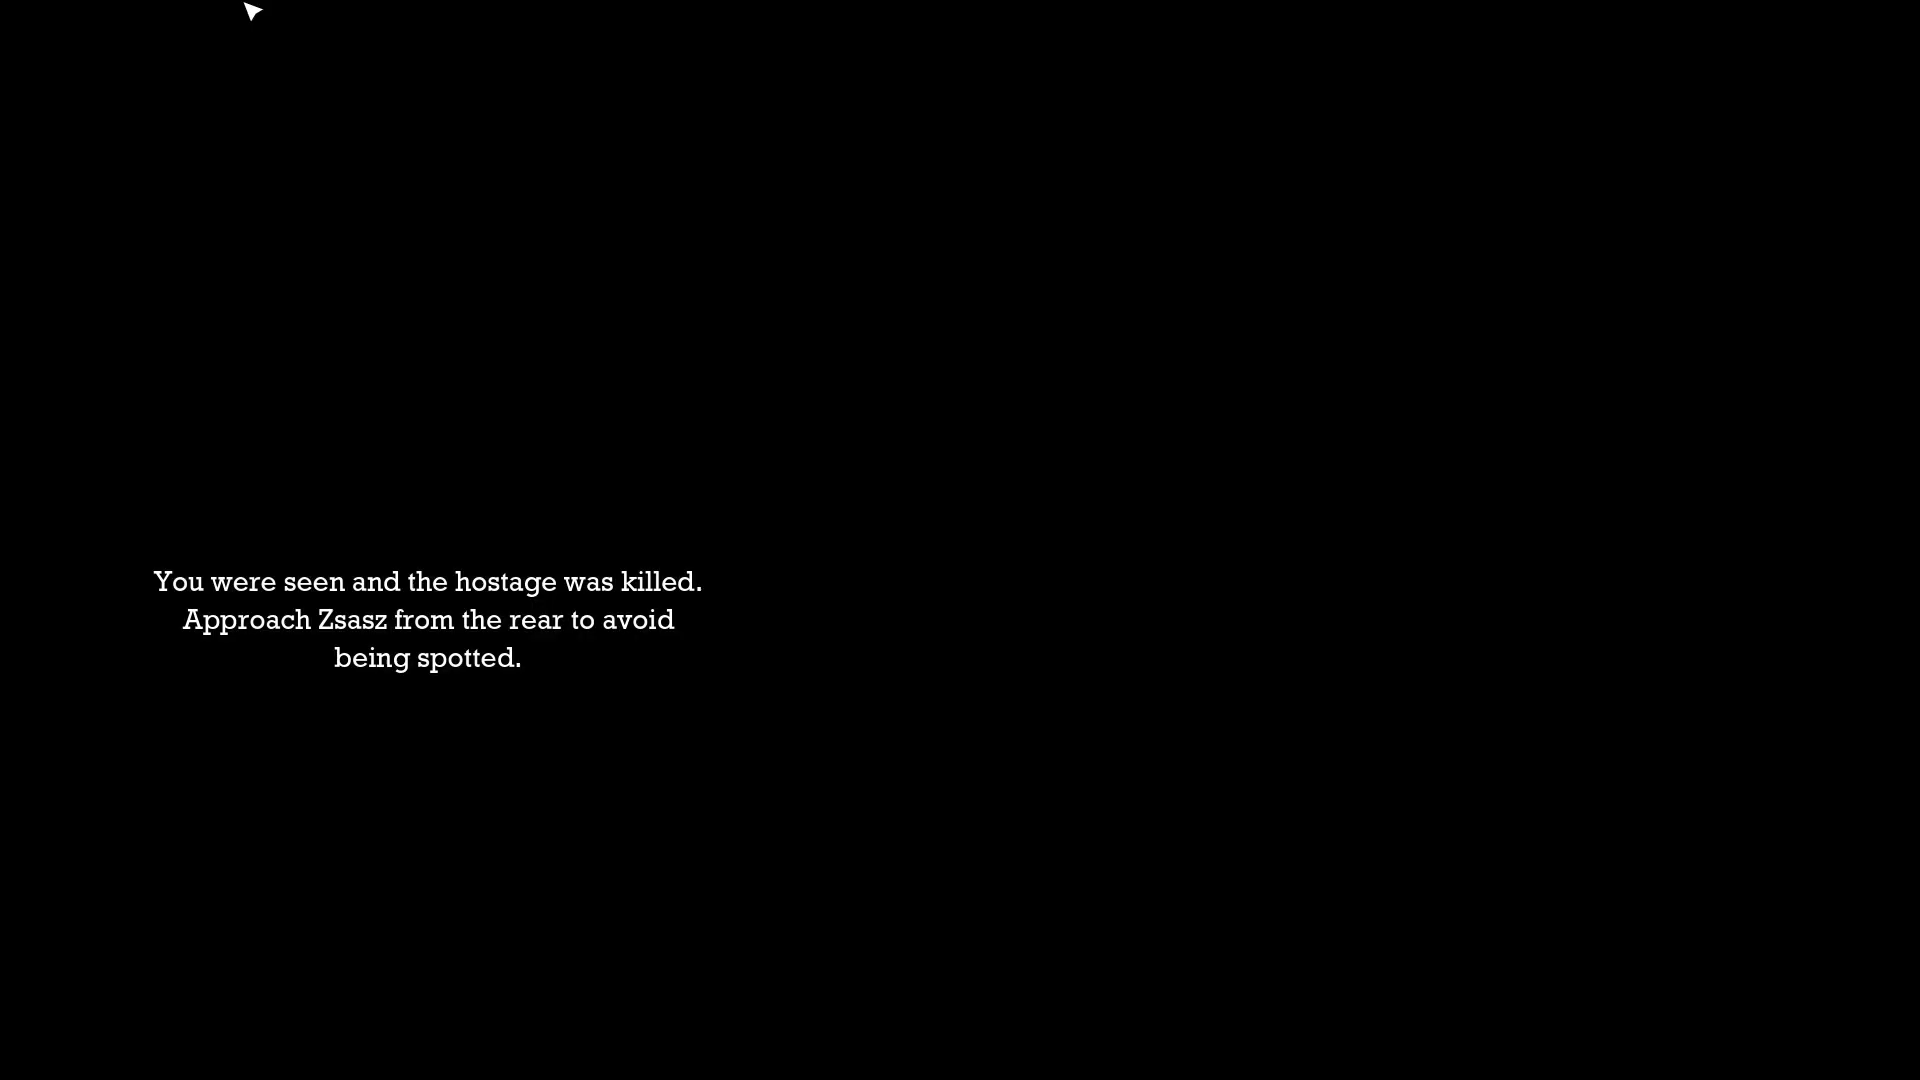 You were seen and the hostage was killed.
Approach Zsasz from the rear to avoid
being spotted.